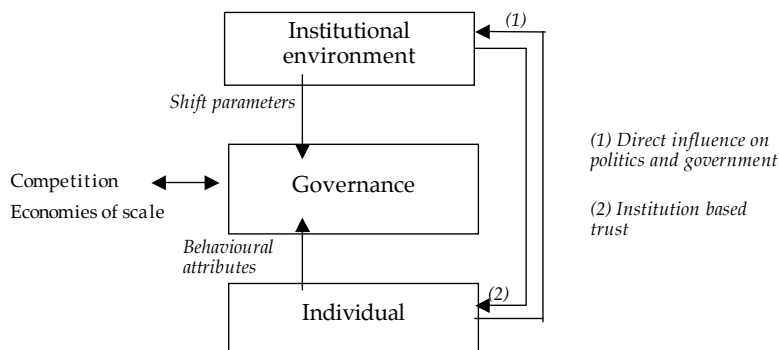 Institutional
environment
(1)
Shift parameters
(1) Direct influence on
politics and government
Competition
Economies of scale
Governance
(2) Institution based
trust
Behavioural
attributes
(2)
Individual